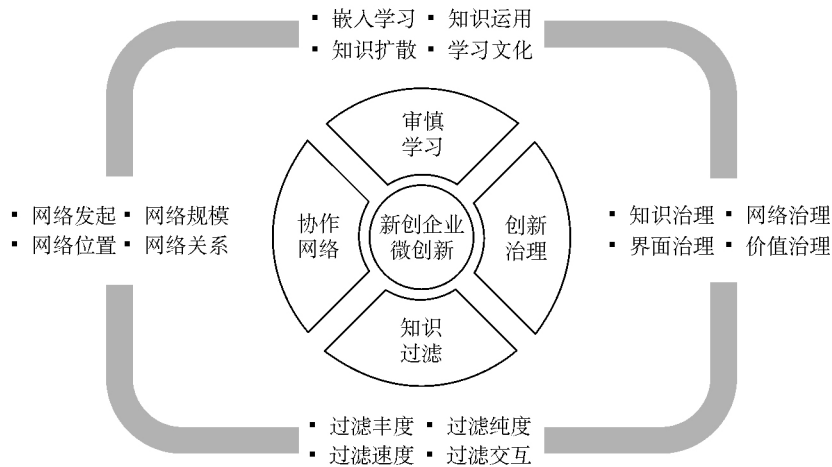 ▪ 嵌入学习 ▪ 知识运用
▪ 知识扩散 ▪ 学习文化
审慎
学习
▪ 网络发起 ▪ 网络规模
▪ 网络位置 ▪ 网络关系
协作
网络
新创企业
微创新
创新
治理
▪ 知识治理 ▪ 网络治理
▪ 界面治理 ▪ 价值治理
知识
过滤
▪ 过滤丰度 ▪ 过滤纯度
▪ 过滤速度 ▪ 过滤交互